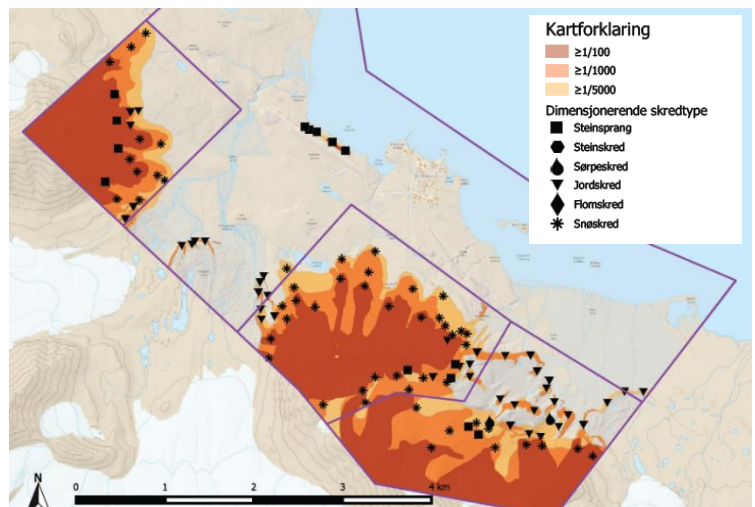 Kartforklaring
≥1/100
≥1/1000
≥1/5000
Dimensjonerende skredtype
Steinsprang
Steinskred
Sørpeskred
Jordskred
Flomskred
Snøskred
N
0 1 2 3 4 km